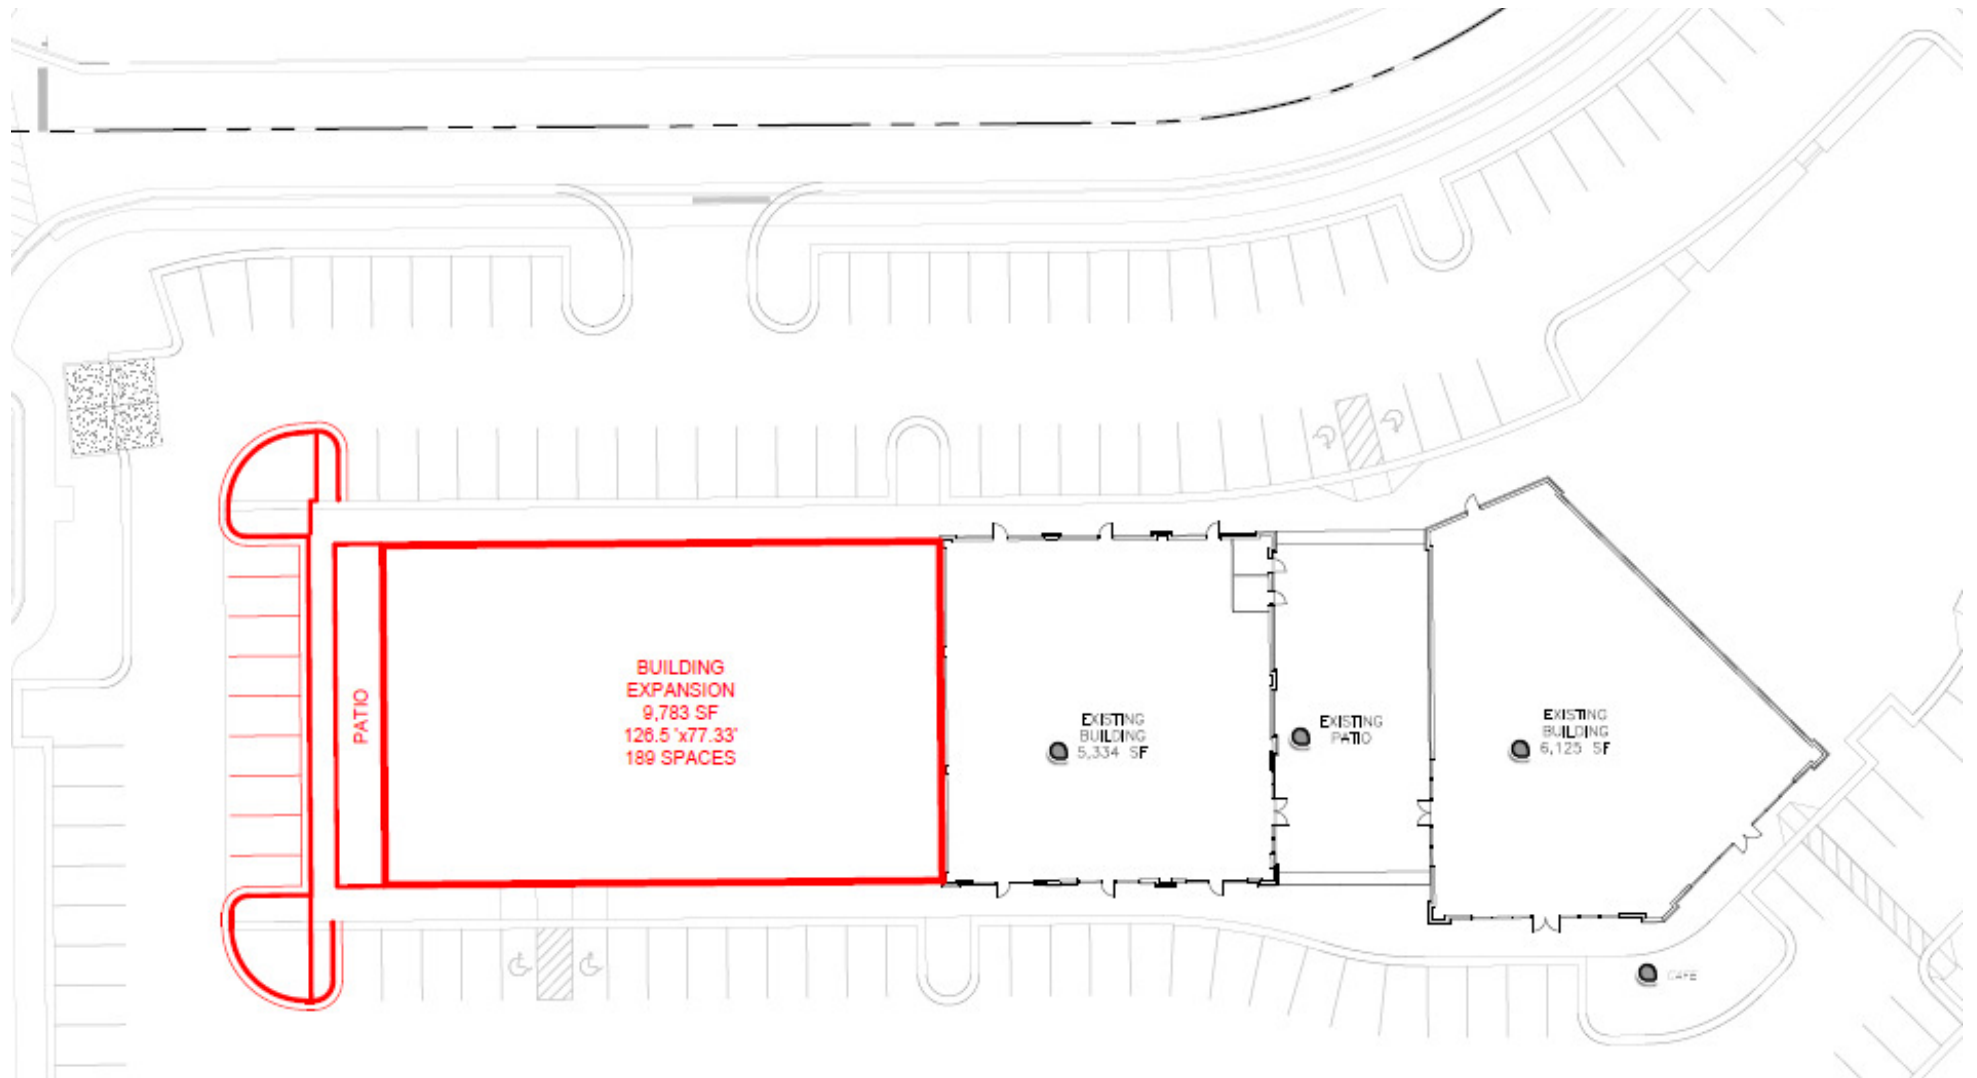 BUILDING
EXPANSION
9,783 SF
126.5 'x77.33'
189 SPACES
PATIO
EXISTING
BUILDING
5,334 SF
EXISTING
PATIO
EXISTING
BUILDING
6,125 SF
CAFE